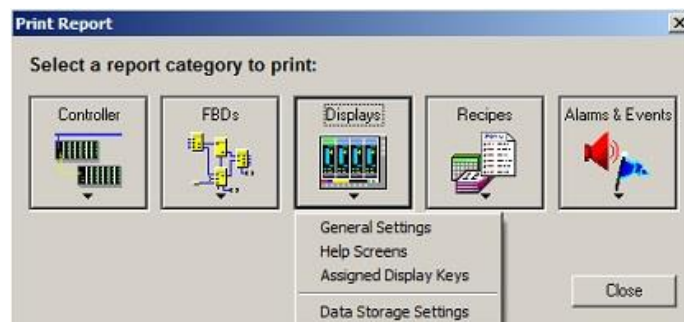 Print Report
Select a report category to print:
Controller
FBDs
Displays
Recipes
Alarms & Events
General Settings
Help Screens
Assigned Display Keys
Data Storage Settings
Close